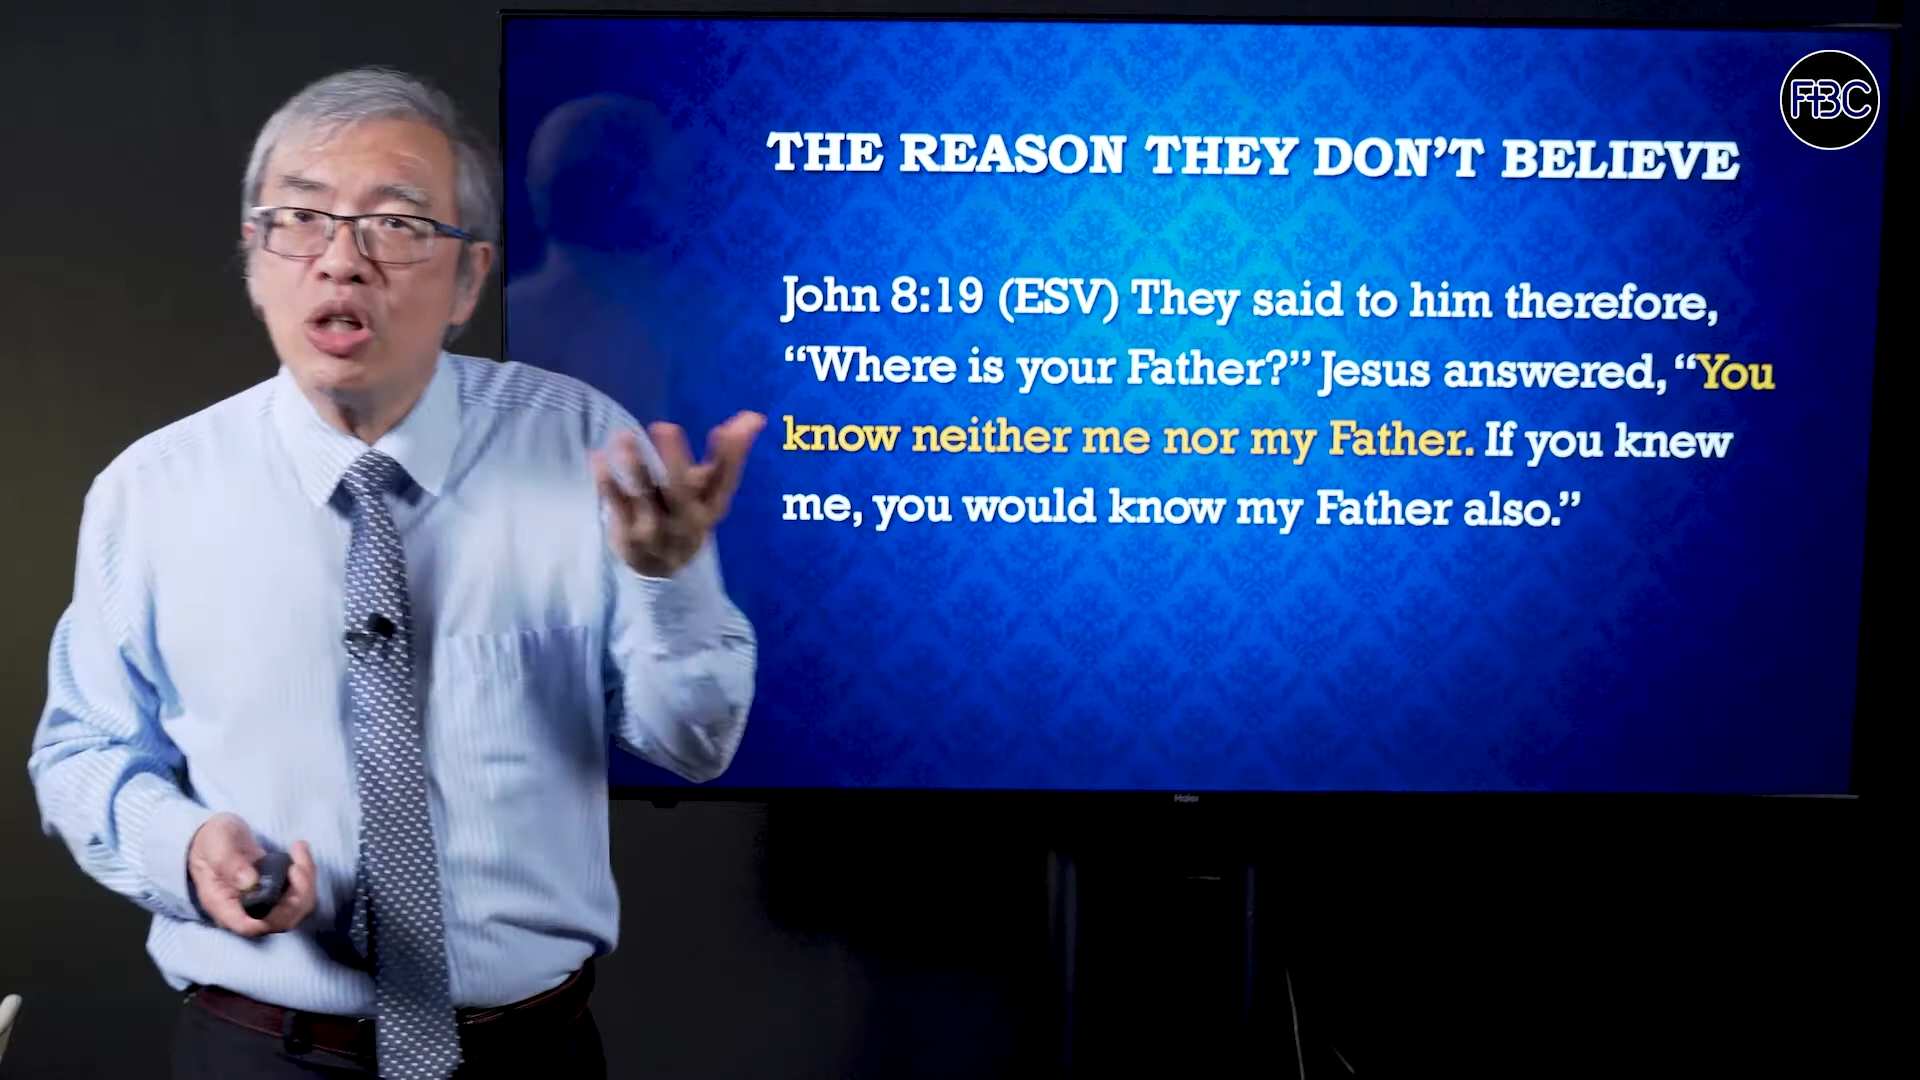 FBC
THE REASON THEY DON'T BELIEVE
John 8:19 (ESV) They said to him therefore,
“Where is your Father?” Jesus answered, “You
know neither me nor my Father. If you knew
me, you would know my Father also.”
Haier